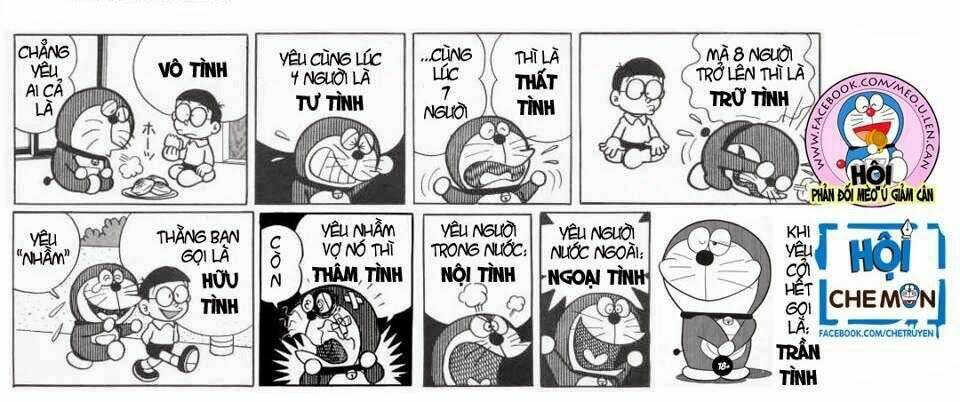 CHẲNG
YÊU
AI CẢ
LÀ
VÔ TÌNH
ホーッ
YÊU CÙNG LÚC
4 NGƯỜI LÀ
TƯ TÌNH
...CÙNG
LÚC
7
NGƯỜI
THÌ LÀ
THẤT
TÌNH
MÀ 8 NGƯỜI
TRỞ LÊN THÌ LÀ
TRỮ TÌNH
WWW.FACEBOOK.COM/MEO.U.LEN.CAN
HỘI
PHẢN ĐỐI MÈO Ú GIẢM CÂN
YÊU
"NHẦM"
THẰNG BẠN
GỌI LÀ
HỮU
TÌNH
CÒN
YÊU NHẦM
VỢ NÓ THÌ
THÂM TÌNH
YÊU NGƯỜI
TRONG NƯỚC:
NỘI TÌNH
YÊU NGƯỜI
NƯỚC NGOÀI:
NGOẠI TÌNH
18+
KHI
YÊU
CỞI
HẾT
GỌI
LÀ:
TRẦN
TÌNH
HỘI
CHEMON
FACEBOOK.COM/CHETRUYEN